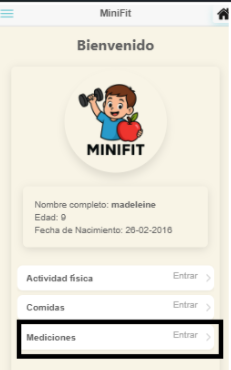 MiniFit
Bienvenido
MINIFIT
Nombre completo: madeleine
Edad: 9
Fecha de Nacimiento: 26-02-2016
Actividad física Entrar
Comidas Entrar
Mediciones Entrar